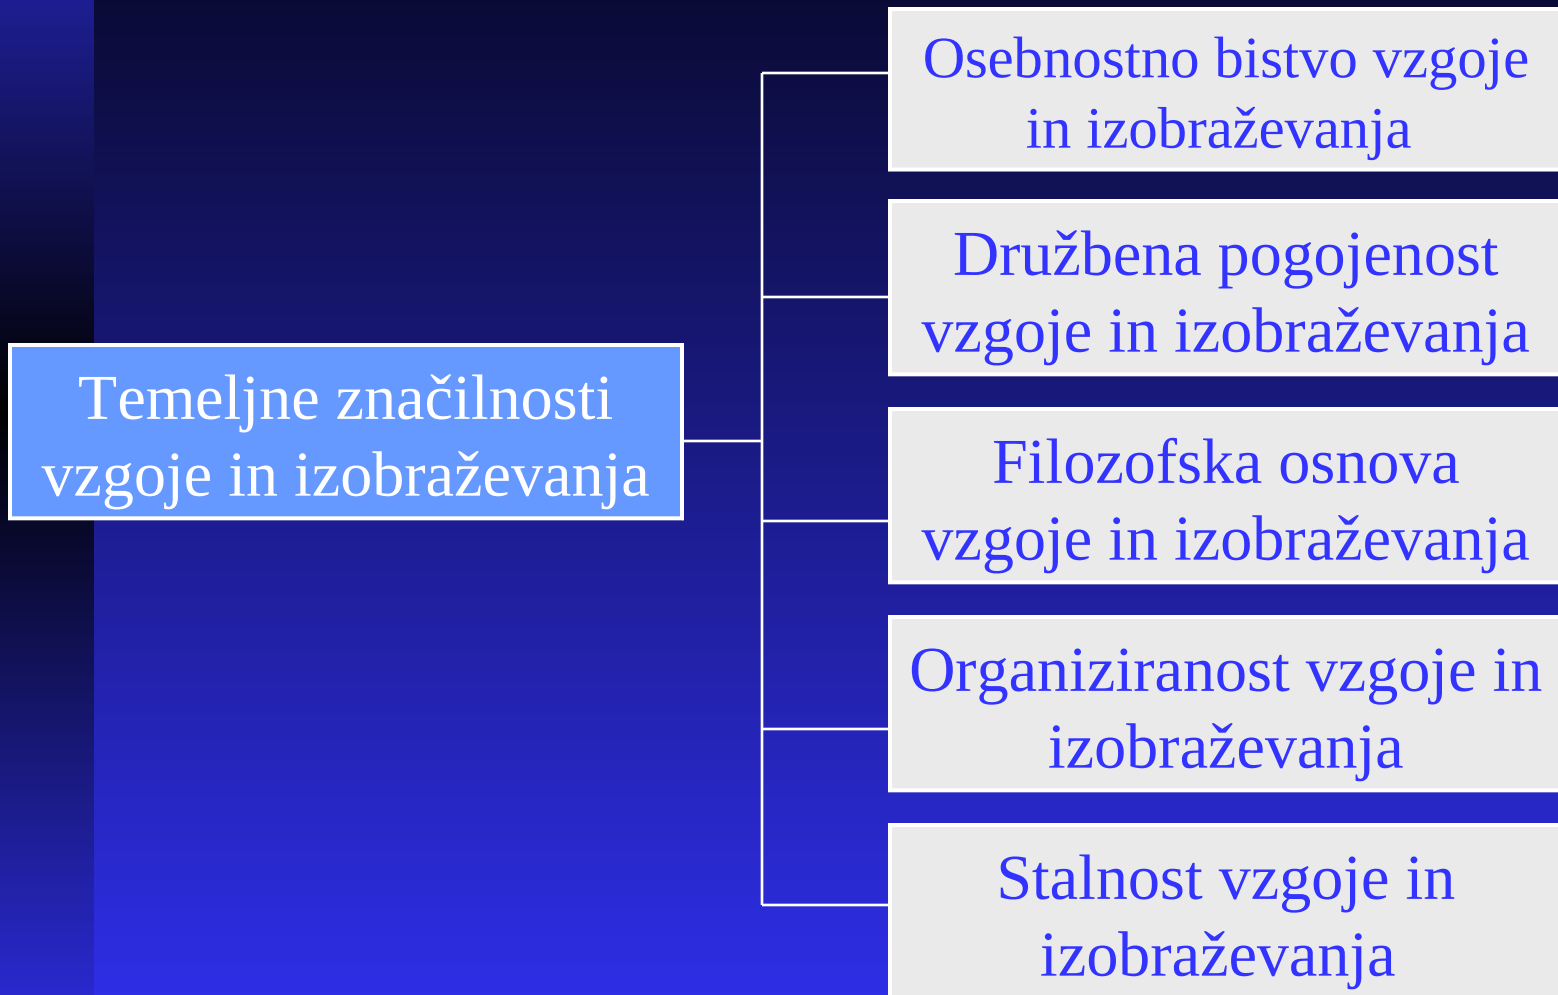 Temeljne značilnosti
vzgoje in izobraževanja
Osebnostno bistvo vzgoje
in izobraževanja
Družbena pogojenost
vzgoje in izobraževanja
Filozofska osnova
vzgoje in izobraževanja
Organiziranost vzgoje in
izobraževanja
Stalnost vzgoje in
izobraževanja